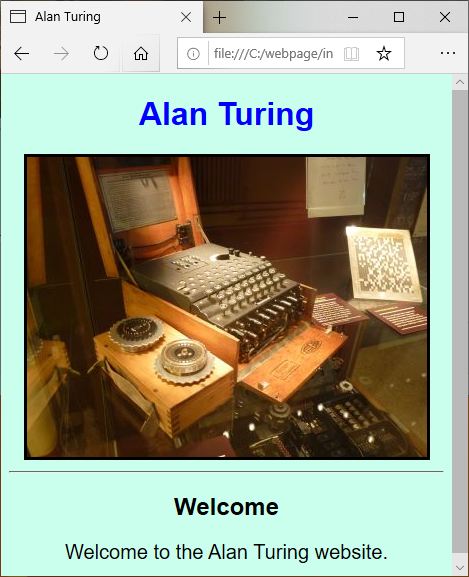 Alan Turing
file:///C:/webpage/in
Alan Turing
Welcome
Welcome to the Alan Turing website.